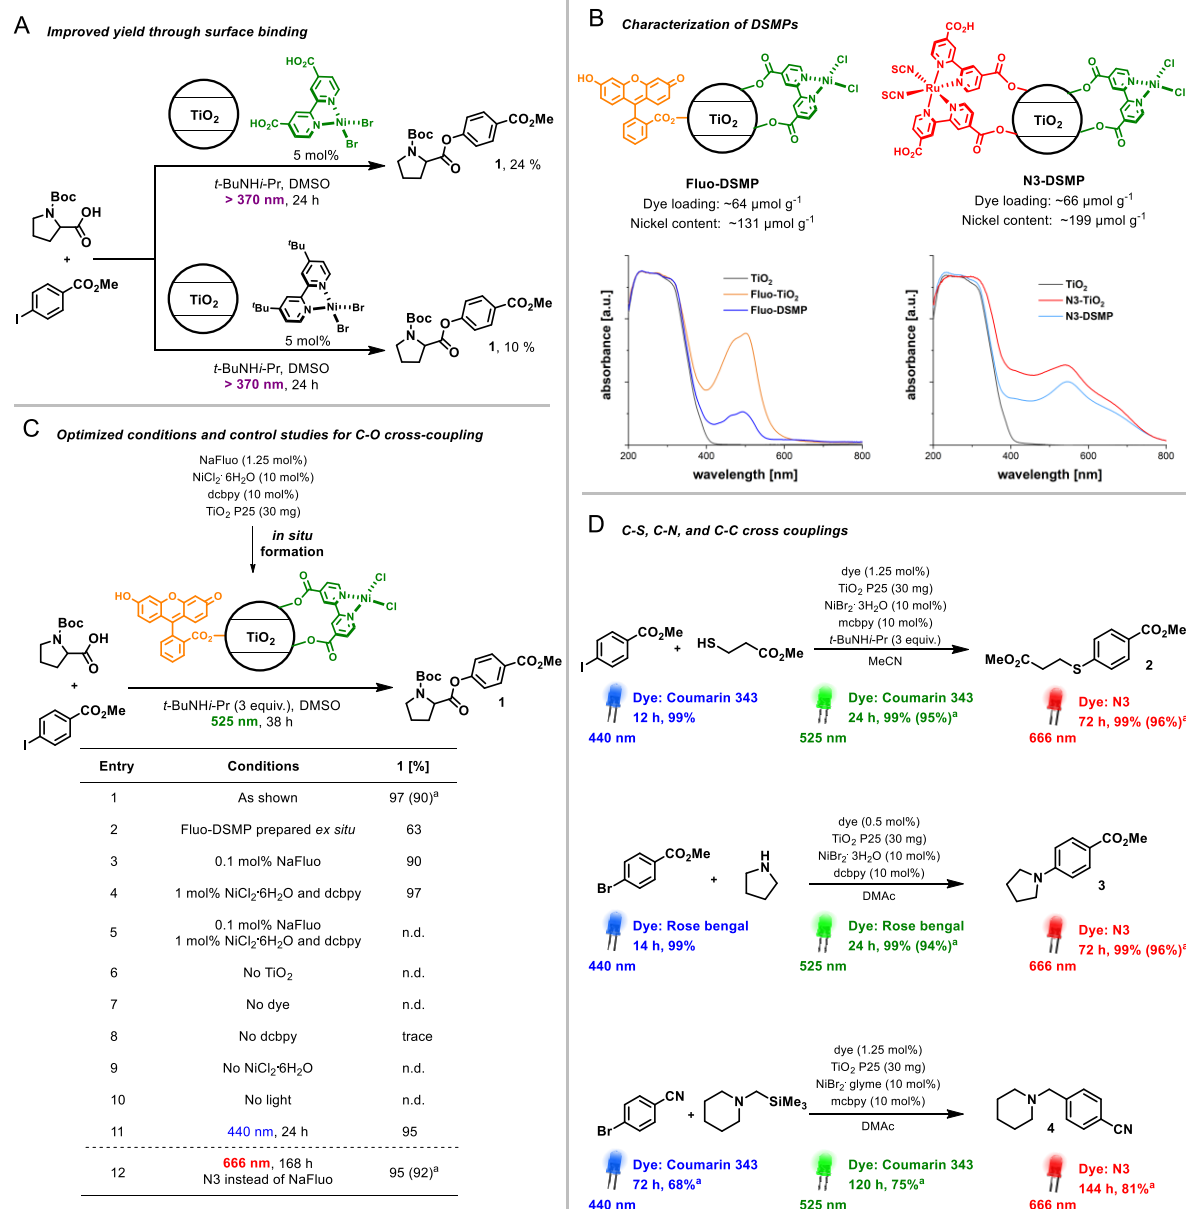 A
Improved yield through surface binding
HO2C
HO2C
TiO2
N
N
Ni
Br
Br
5 mol%
t-BuNHi-Pr, DMSO
> 370 nm, 24 h
Boc
N
O
O
CO2Me
1, 24 %
Boc
N
OH
O
+
I
CO2Me
tBu
tBu
TiO2
N
N
Ni
Br
Br
5 mol%
t-BuNHi-Pr, DMSO
> 370 nm, 24 h
Boc
N
O
O
CO2Me
1, 10 %
B
Characterization of DSMPs
HO
O
O
CO2
TiO2
O
O
O
O
N
N
Ni
Cl
Cl
Fluo-DSMP
Dye loading: ~64 µmol g-1
Nickel content: ~131 µmol g-1
CO2H
SCN
SCN
Ru
N
N
N
N
HO2C
O
O
O
O
TiO2
O
O
O
O
N
N
Ni
Cl
Cl
N3-DSMP
Dye loading: ~66 µmol g-1
Nickel content: ~199 µmol g-1
absorbance [a.u.]
TiO2
Fluo-TiO2
Fluo-DSMP
200 400 600 800
wavelength [nm]
absorbance [a.u.]
TiO2
N3-TiO2
N3-DSMP
200 400 600 800
wavelength [nm]
C
Optimized conditions and control studies for C-O cross-coupling
NaFluo (1.25 mol%)
NiCl2·6H2O (10 mol%)
dcbpy (10 mol%)
TiO2 P25 (30 mg)
in situ
formation
HO
O
O
CO2
TiO2
O
O
O
O
N
N
Ni
Cl
Cl
Boc
N
OH
O
+
I
CO2Me
t-BuNHi-Pr (3 equiv.), DMSO
525 nm, 38 h
Boc
N
O
O
CO2Me
1
Entry Conditions 1 [%]
1 As shown 97 (90)a
2 Fluo-DSMP prepared ex situ 63
3 0.1 mol% NaFluo 90
4 1 mol% NiCl2·6H2O and dcbpy 97
5 0.1 mol% NaFluo
1 mol% NiCl2·6H2O and dcbpy n.d.
6 No TiO2 n.d.
7 No dye n.d.
8 No dcbpy trace
9 No NiCl2·6H2O n.d.
10 No light n.d.
11 440 nm, 24 h 95
12 666 nm, 168 h
N3 instead of NaFluo 95 (92)a
D
C-S, C-N, and C-C cross couplings
dye (1.25 mol%)
TiO2 P25 (30 mg)
NiBr2·3H2O (10 mol%)
mcbpy (10 mol%)
t-BuNHi-Pr (3 equiv.)
MeCN
I
CO2Me
+
HS
CO2Me
MeO2C
S
CO2Me
2
Dye: Coumarin 343
12 h, 99%
440 nm
Dye: Coumarin 343
24 h, 99% (95%)a
525 nm
Dye: N3
72 h, 99% (96%)a
666 nm
dye (0.5 mol%)
TiO2 P25 (30 mg)
NiBr2·3H2O (10 mol%)
dcbpy (10 mol%)
DMAc
Br
CO2Me
+
H
N
N
CO2Me
3
Dye: Rose bengal
14 h, 99%
440 nm
Dye: Rose bengal
24 h, 99% (94%)a
525 nm
Dye: N3
72 h, 99% (96%)a
666 nm
dye (1.25 mol%)
TiO2 P25 (30 mg)
NiBr2·glyme (10 mol%)
mcbpy (10 mol%)
DMAc
Br
CN
+
N
SiMe3
N
4
CN
Dye: Coumarin 343
72 h, 68%a
440 nm
Dye: Coumarin 343
120 h, 75%a
525 nm
Dye: N3
144 h, 81%a
666 nm